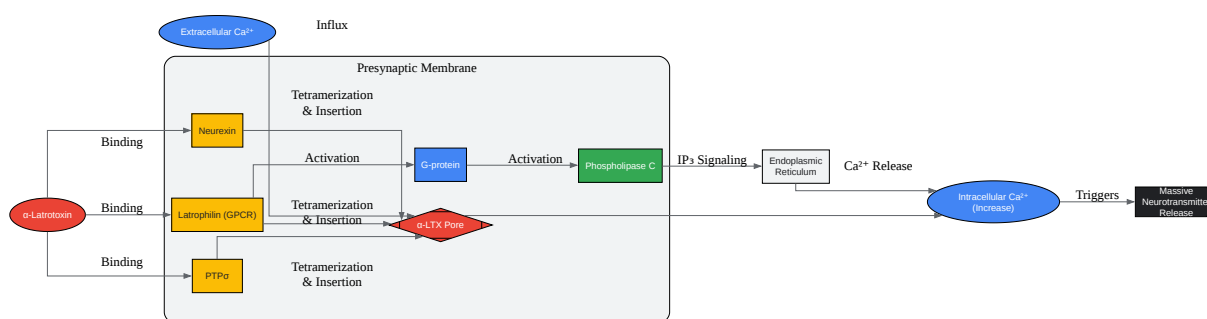 Extracellular Ca²⁺
Influx
Presynaptic Membrane
Tetramerization
& Insertion
Neurexin
Binding
Activation
G-protein
Activation
Phospholipase C
IP₃ Signaling
Endoplasmic
Reticulum
Ca²⁺ Release
α-Latrotoxin
Binding
Latrophilin (GPCR)
Tetramerization
& Insertion
α-LTX Pore
Intracellular Ca²⁺
(Increase)
Triggers
Massive
Neurotransmitte
Release
Binding
PTPσ
Tetramerization
& Insertion